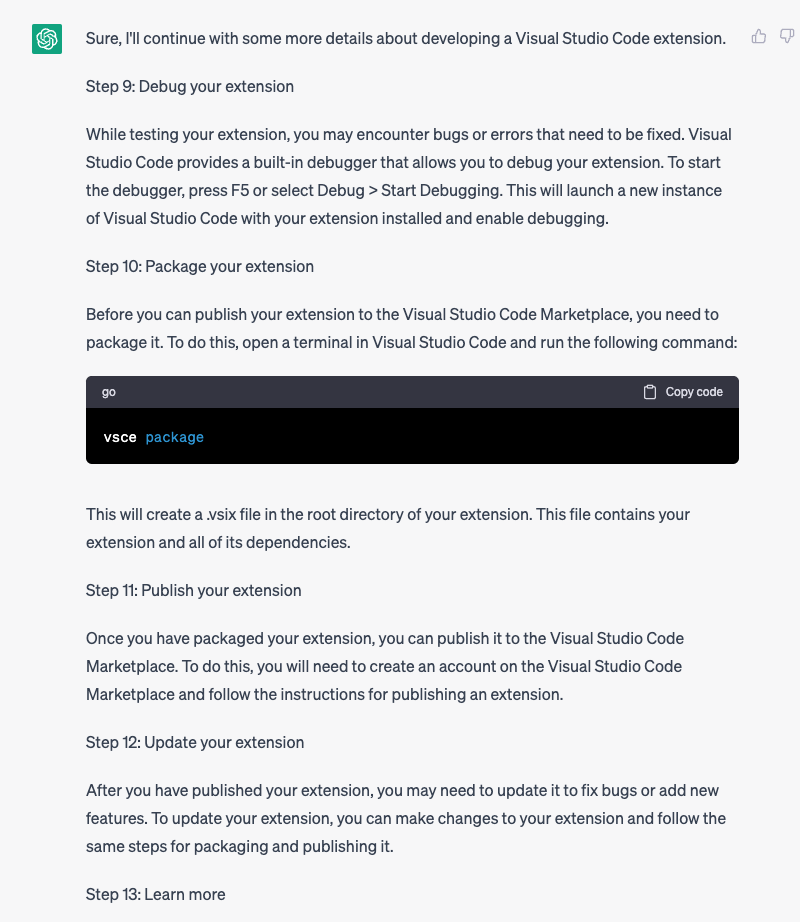 Sure, I'll continue with some more details about developing a Visual Studio Code extension.
Step 9: Debug your extension
While testing your extension, you may encounter bugs or errors that need to be fixed. Visual
Studio Code provides a built-in debugger that allows you to debug your extension. To start
the debugger, press F5 or select Debug > Start Debugging. This will launch a new instance
of Visual Studio Code with your extension installed and enable debugging.
Step 10: Package your extension
Before you can publish your extension to the Visual Studio Code Marketplace, you need to
package it. To do this, open a terminal in Visual Studio Code and run the following command:
go Copy code
vsce package
This will create a .vsix file in the root directory of your extension. This file contains your
extension and all of its dependencies.
Step 11: Publish your extension
Once you have packaged your extension, you can publish it to the Visual Studio Code
Marketplace. To do this, you will need to create an account on the Visual Studio Code
Marketplace and follow the instructions for publishing an extension.
Step 12: Update your extension
After you have published your extension, you may need to update it to fix bugs or add new
features. To update your extension, you can make changes to your extension and follow the
same steps for packaging and publishing it.
Step 13: Learn more